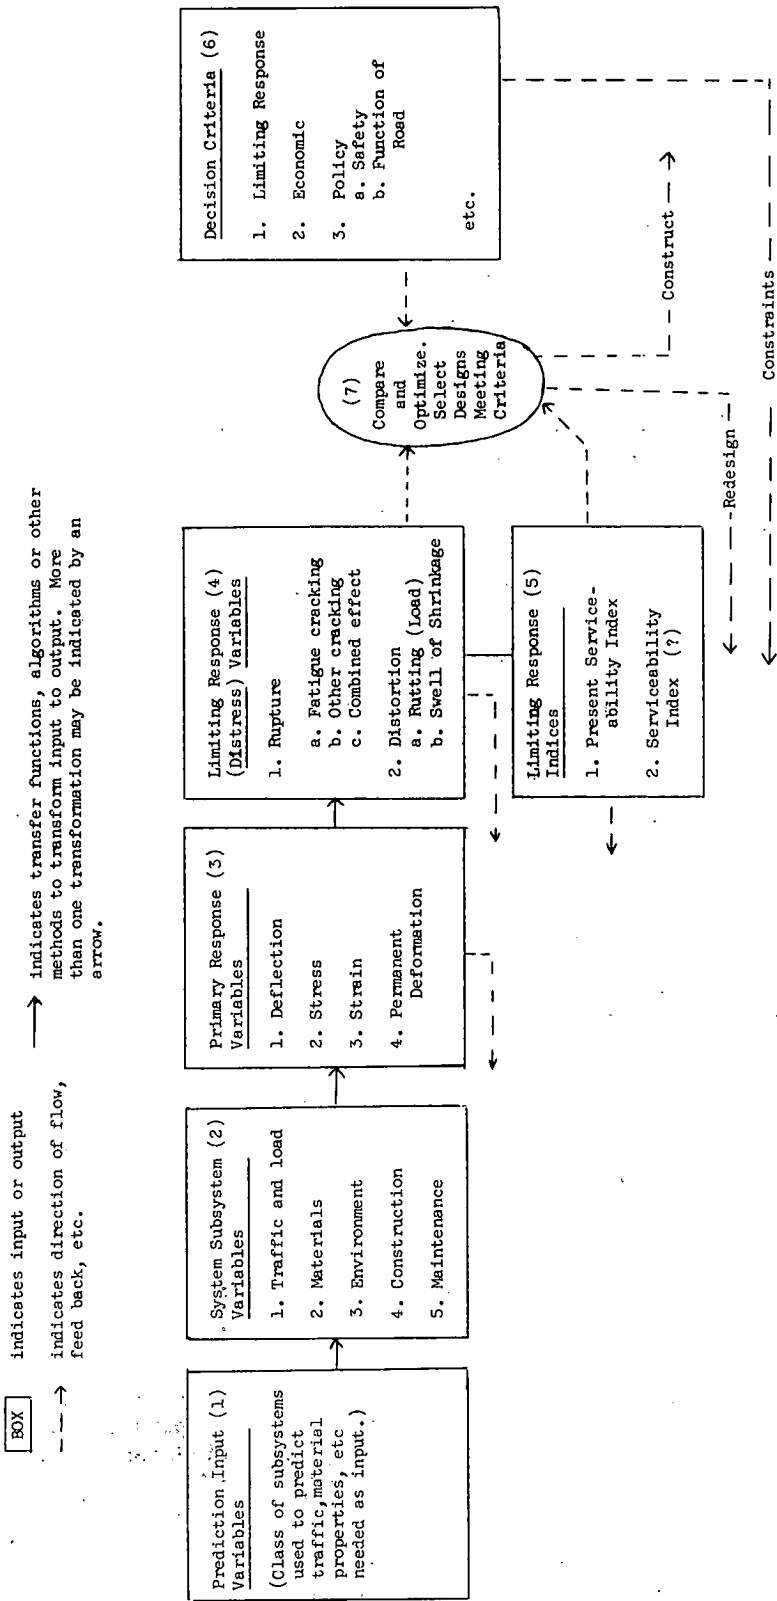 BOX
indicates input or output
indicates direction of flow,
feed back, etc.
indicates transfer functions, algorithms or other
methods to transform input to output. More
than one transformation may be indicated by an
arrow.
Prediction Input (1)
Variables
(Class of subsystems
used to predict
traffic,material
properties, etc
needed as input.)
System Subsystem (2)
Variables
1. Traffic and load
2. Materials
3. Environment
4. Construction
5. Maintenance
Primary Response (3)
Variables
1. Deflection
2. Stress
3. Strain
4. Permanent
Deformation
Limiting Response (4)
(Distress) Variables
1. Rupture
a. Fatigue cracking
b. Other cracking
c. Combined effect
2. Distortion
a. Rutting (Load)
b. Swell of Shrinkage
Limiting Response (5)
Indices
1. Present Service-
ability Index
2. Serviceability
Index (?)
(7)
Compare
and
Optimize.
Select
Designs
Meeting
Criteria
Decision Criteria (6)
1. Limiting Response
2. Economic
3. Policy
a. Safety
b. Function of
Road
etc.
Construct
Redesign
Constraints